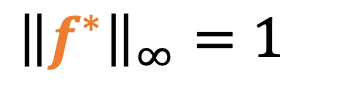 ‖f*‖∞ = 1